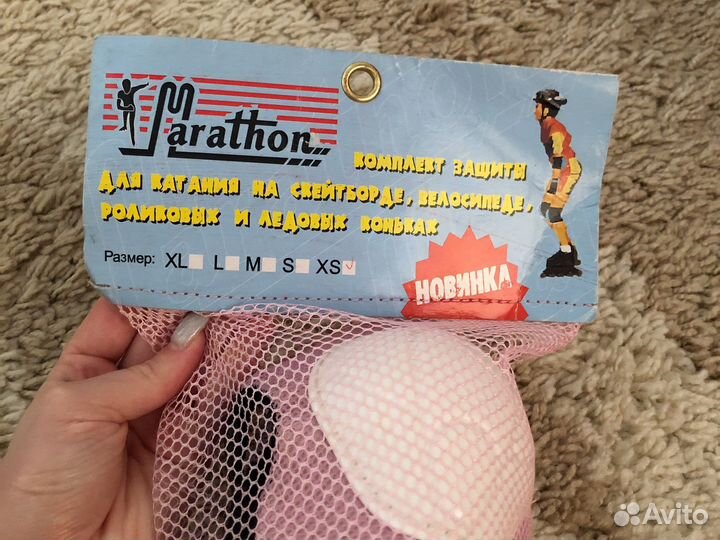 Marathon
КОМПЛЕКТ ЗАЩИТЫ
ДЛЯ КАТАНИЯ НА СКЕЙТБОРДЕ, ВЕЛОСИПЕДЕ,
РОЛИКОВЫХ И ЛЕДОВЫХ КОНЬКАХ
Размер: XL L M S XS
НОВИНКА
Avito